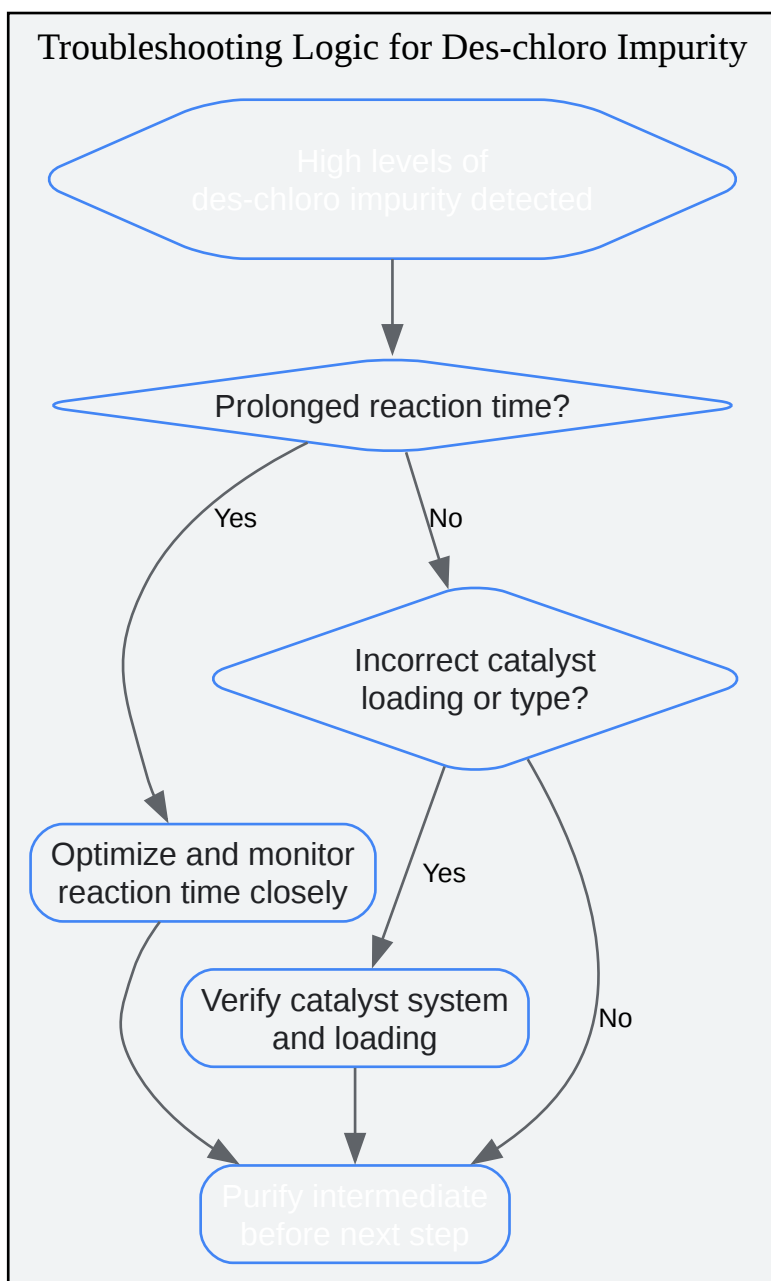 Troubleshooting Logic for Des-chloro Impurity
High levels of
des-chloro impurity detected
Prolonged reaction time?
Yes
No
Incorrect catalyst
loading or type?
Optimize and monitor
reaction time closely
Yes
Verify catalyst system
and loading
No
Purify intermediate
before next step